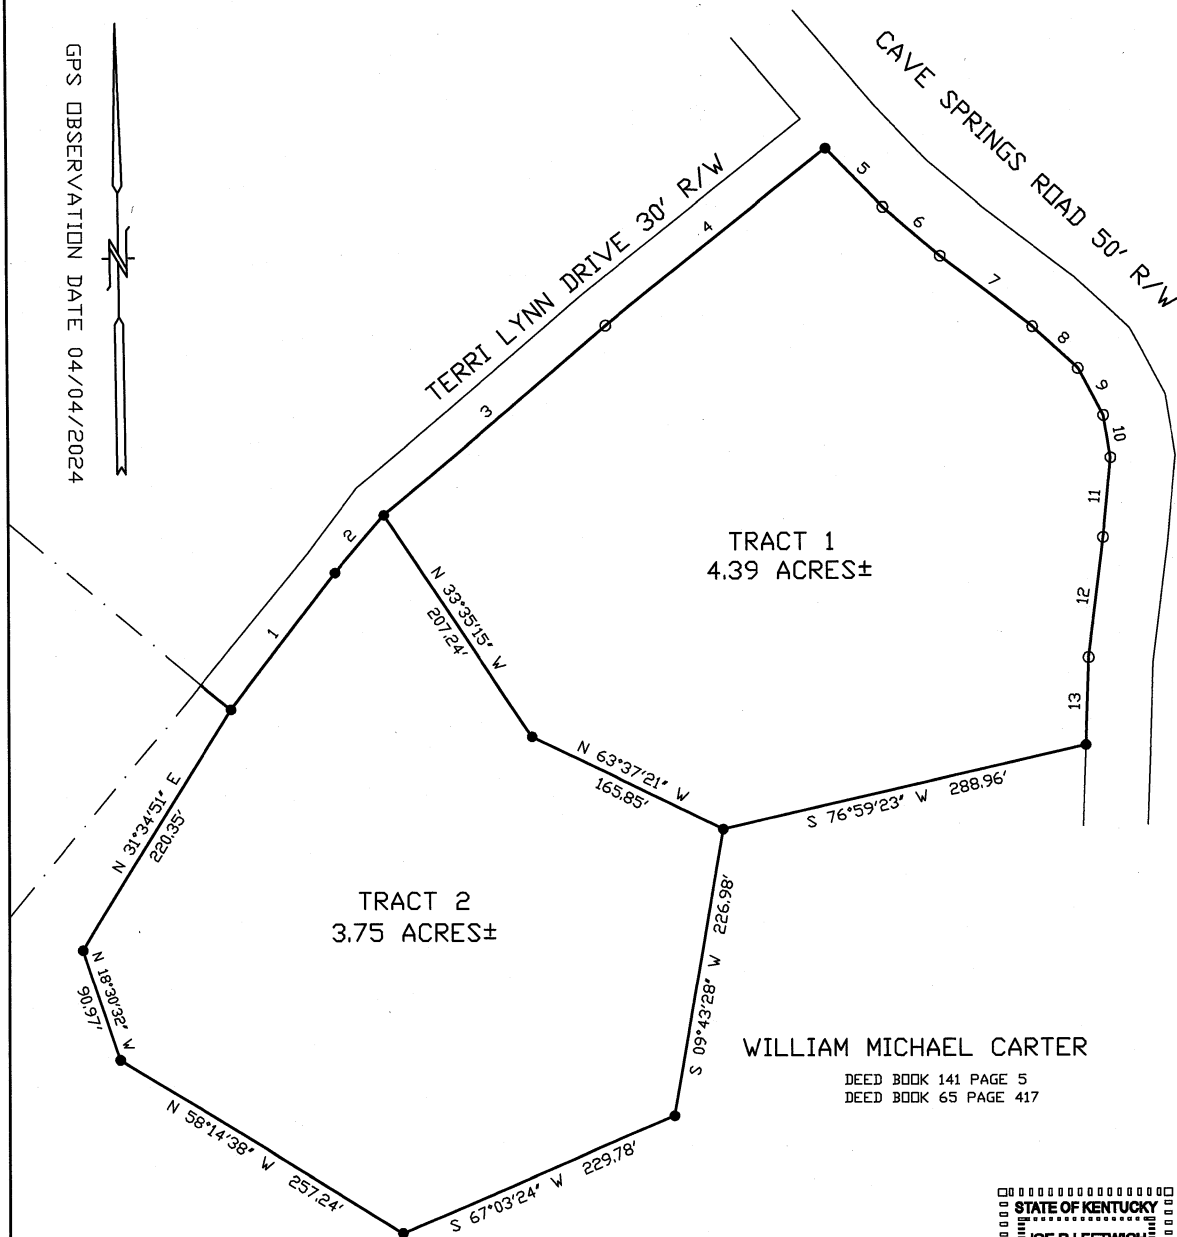 GPS OBSERVATION DATE 04/04/2024
N
CAVE SPRINGS ROAD 50' R/W
TERRI LYNN DRIVE 30' R/W
5
6
4
7
8
9
3
10
11
2
TRACT 1
4.39 ACRES±
N 33°35'15" W
207.24'
12
1
13
N 63°37'21" W
165.85'
S 76°59'23" W 288.96'
N 31°34'51" E
220.35'
TRACT 2
3.75 ACRES±
S 09°43'28" W 226.98'
N 18°30'32" W
90.97'
WILLIAM MICHAEL CARTER
DEED BOOK 141 PAGE 5
DEED BOOK 65 PAGE 417
N 58°14'38" W 257.24'
S 67°03'24" W 229.78'
STATE OF KENTUCKY